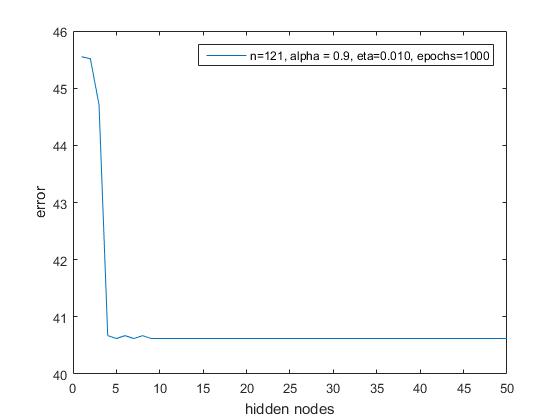 46
45
44
43
42
41
40
error
n=121, alpha = 0.9, eta=0.010, epochs=1000
0 5 10 15 20 25 30 35 40 45 50
hidden nodes